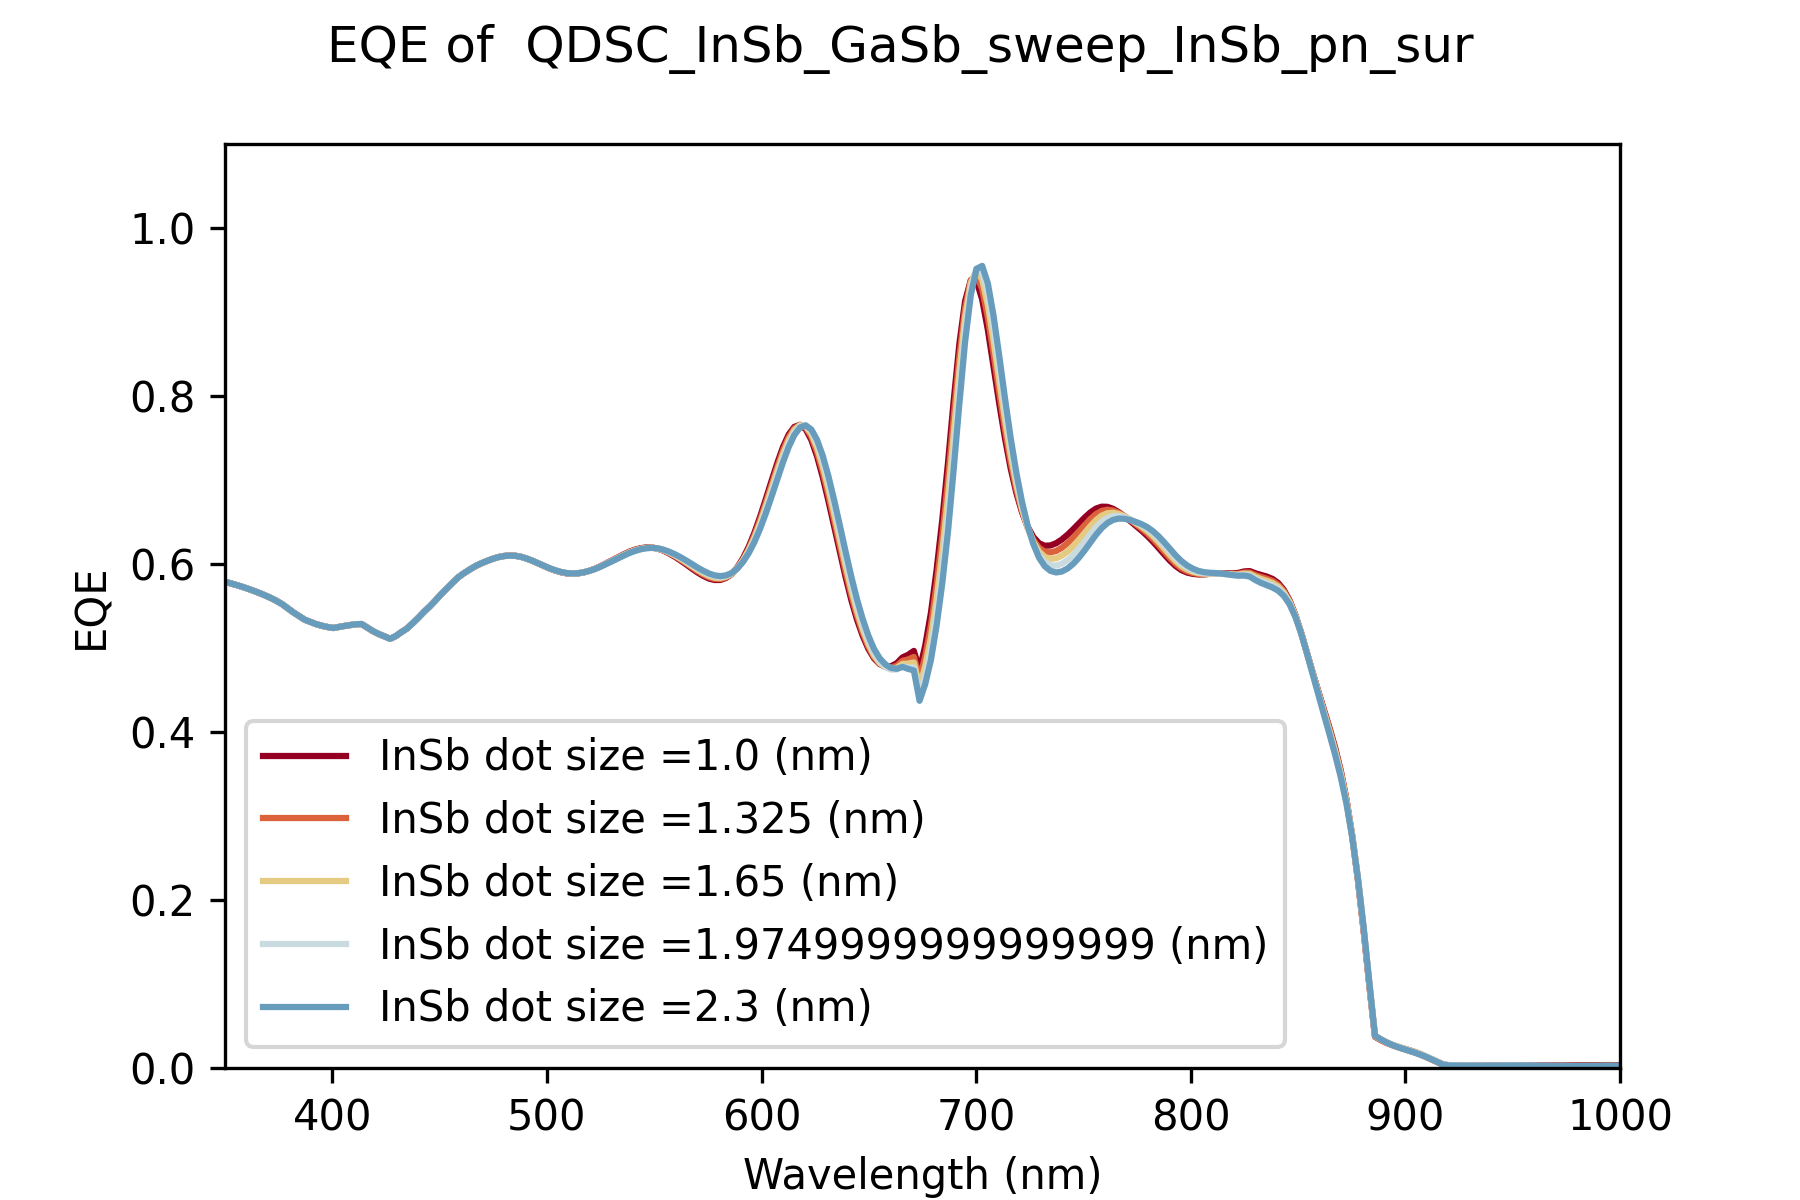 EQE of  QDSC_InSb_GaSb_sweep_InSb_pn_sur
1.0
0.8
0.6
0.4
0.2
0.0
EQE
InSb dot size =1.0 (nm)
InSb dot size =1.325 (nm)
InSb dot size =1.65 (nm)
InSb dot size =1.9749999999999999 (nm)
InSb dot size =2.3 (nm)
400 500 600 700 800 900 1000
Wavelength (nm)